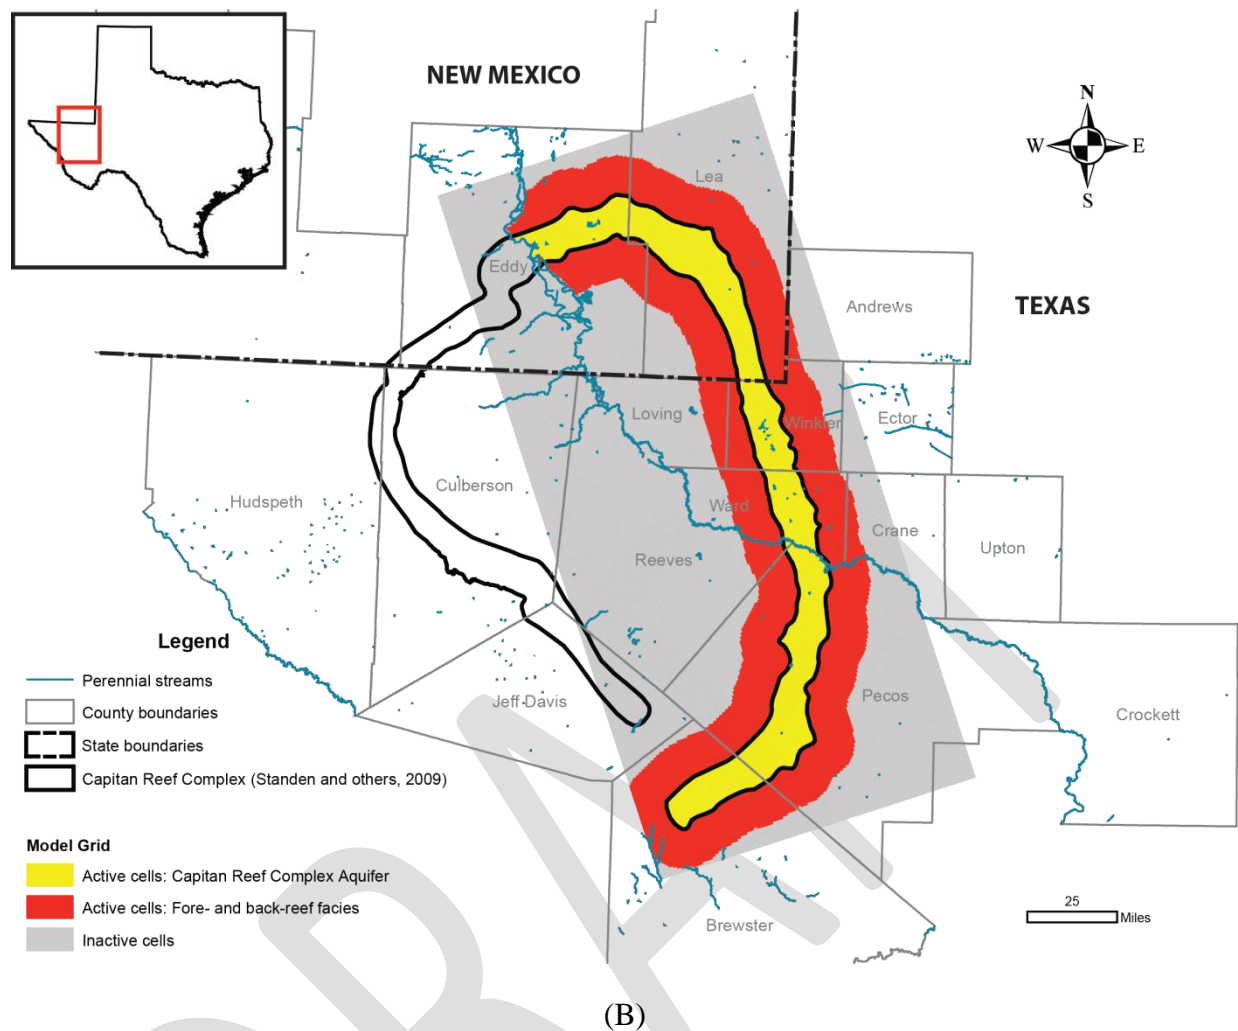 NEW MEXICO
N
W E
S
Lea
Eddy
TEXAS
Andrews
Loving
Winkler
Ector
Culberson
Hudspeth
Ward
Crane
Reeves
Upton
Legend
Perennial streams
County boundaries
State boundaries
Capitan Reef Complex (Standen and others, 2009)
Jeff Davis
Pecos
Crockett
Model Grid
Active cells: Capitan Reef Complex Aquifer
Active cells: Fore- and back-reef facies
Inactive cells
25
Miles
Brewster
(B)